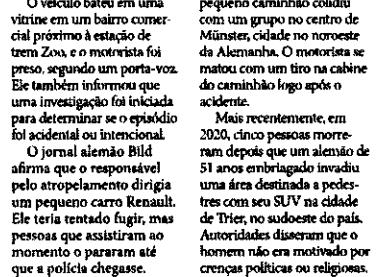 O veículo bateu em uma
vitrine em um bairro comer-
cial próximo à estação de
trem Zoo, e o motorista foi
preso, segundo um porta-voz.
Ele também informou que
uma investigação foi iniciada
para determinar se o episódio
foi acidental ou intencional.
O jornal alemão Bild
afirma que o responsável
pelo atropelamento dirigia
um pequeno carro Renault.
Ele teria tentado fugir, mas
pessoas que assistiram ao
momento o pararam até
que a polícia chegasse.
pequeno caminhão colidiu
com um grupo no centro de
Münster, cidade no noroeste
da Alemanha. O motorista se
matou com um tiro na cabine
do caminhão logo após o
acidente.
Mais recentemente, em
2020, cinco pessoas morre-
ram depois que um alemão de
51 anos embriagado invadiu
uma área destinada a pedes-
tres com seu SUV na cidade
de Trier, no sudoeste do país.
Autoridades disseram que o
homem não era motivado por
crenças políticas ou religiosas.